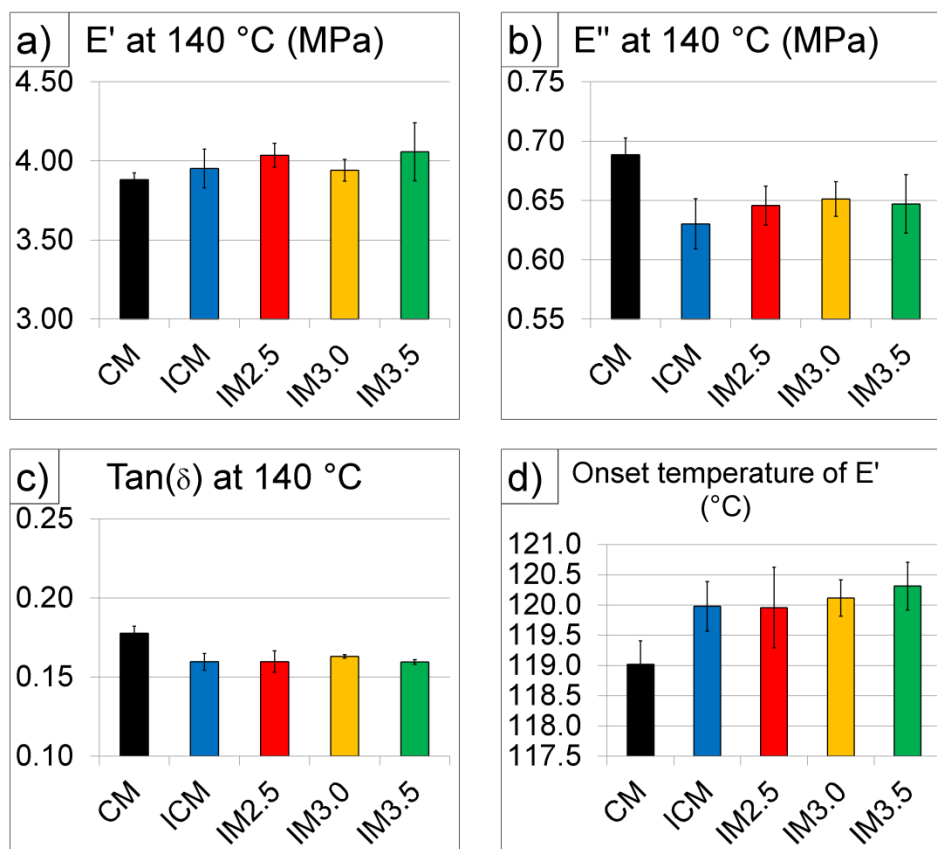 a) E' at 140 °C (MPa)
4.50
4.00
3.50
3.00
CM ICM IM2.5 IM3.0 IM3.5
b) E'' at 140 °C (MPa)
0.75
0.70
0.65
0.60
0.55
CM ICM IM2.5 IM3.0 IM3.5
c) Tan(δ) at 140 °C
0.25
0.20
0.15
0.10
CM ICM IM2.5 IM3.0 IM3.5
d) Onset temperature of E'
(°C)
121.0
120.5
120.0
119.5
119.0
118.5
118.0
117.5
CM ICM IM2.5 IM3.0 IM3.5